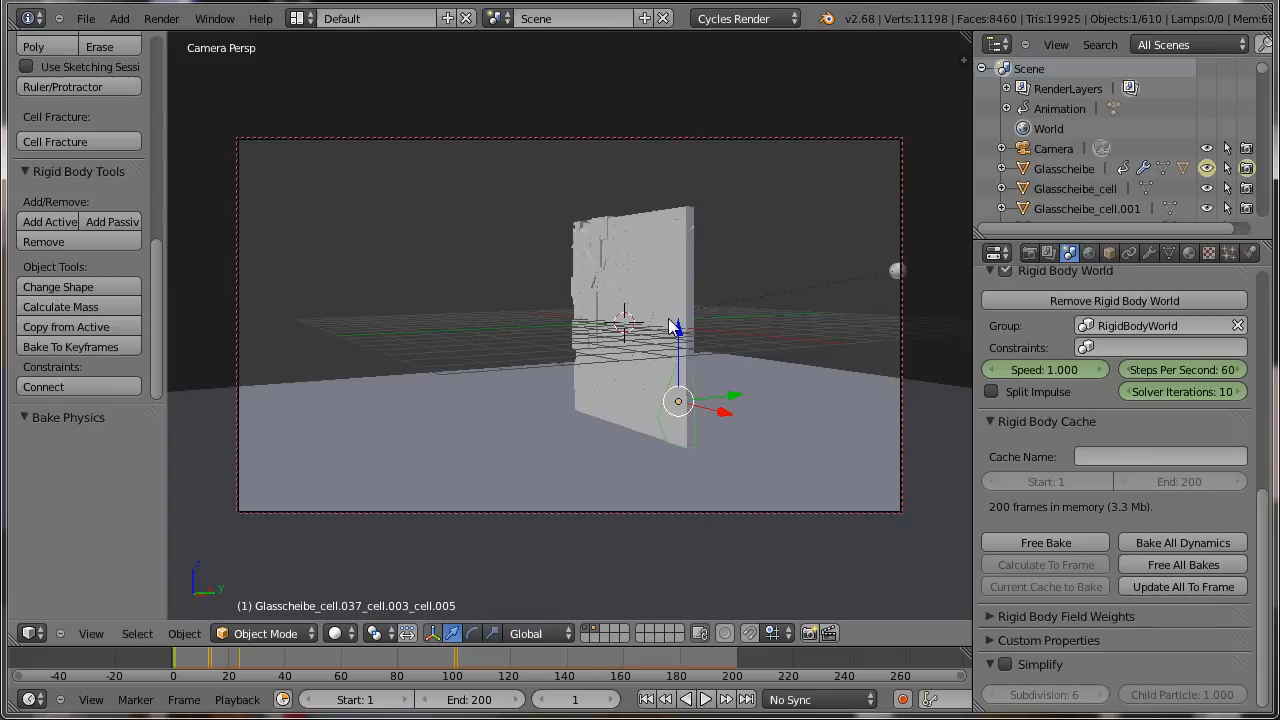 File Add Render Window Help Default Scene Cycles Render v2.68 | Verts:11198 | Faces:8460 | Tris:19925 | Objects:1/610 | Lamps:0/0 | Mem:6
Poly Erase
Use Sketching Sessi
Ruler/Protractor
Cell Fracture:
Cell Fracture
Rigid Body Tools
Add/Remove:
Add Active Add Passiv
Remove
Object Tools:
Change Shape
Calculate Mass
Copy from Active
Bake To Keyframes
Constraints:
Connect
Bake Physics
Camera Persp
z
y
(1) Glasscheibe_cell.037_cell.003_cell.005
View Select Object Object Mode Global
-40 -20 0 20 40 60 80 100 120 140 160 180 200 220 240 260
View Marker Frame Playback Start: 1 End: 200 1 No Sync
View Search All Scenes
Scene
RenderLayers
Animation
World
Camera
Glasscheibe
Glasscheibe_cell
Glasscheibe_cell.001
Rigid Body World
Remove Rigid Body World
Group: RigidBodyWorld
Constraints:
Speed: 1.000 Steps Per Second: 60
Split Impulse Solver Iterations: 10
Rigid Body Cache
Cache Name:
Start: 1 End: 200
200 frames in memory (3.3 Mb).
Free Bake Bake All Dynamics
Calculate To Frame Free All Bakes
Current Cache to Bake Update All To Frame
Rigid Body Field Weights
Custom Properties
Simplify
Subdivision: 6 Child Particle: 1.000